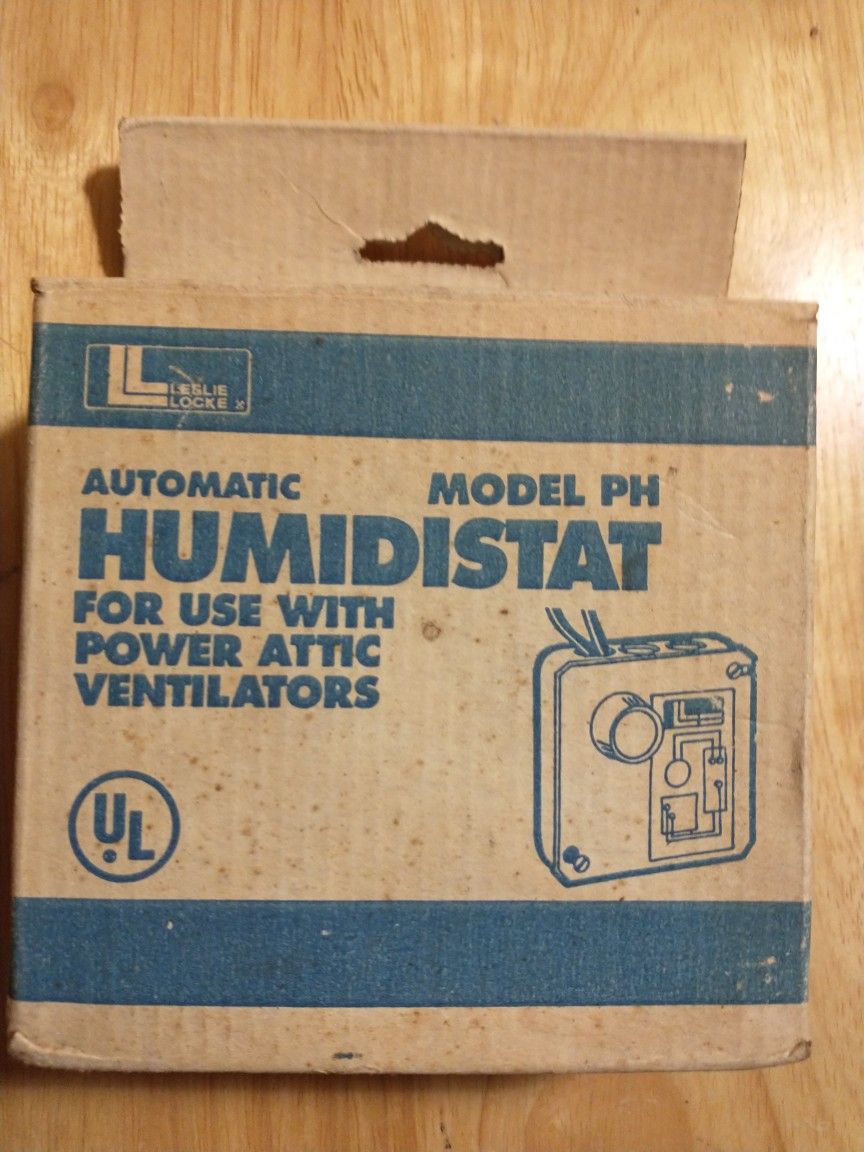 LESLIE
LOCKE
AUTOMATIC MODEL PH
HUMIDISTAT
FOR USE WITH
POWER ATTIC
VENTILATORS
UL